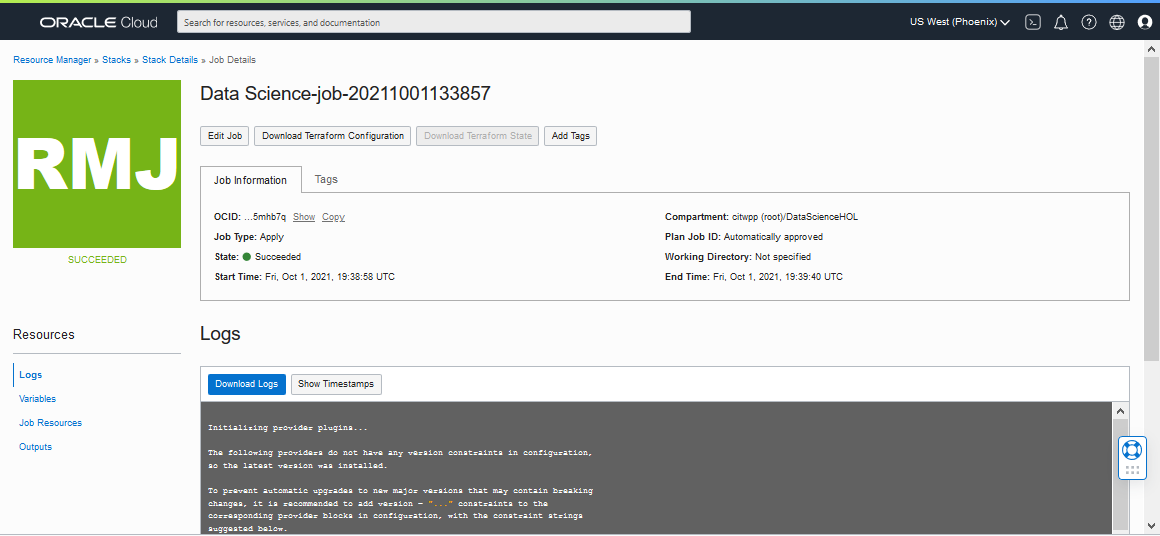 ORACLE Cloud
Search for resources, services, and documentation
US West (Phoenix)
Resource Manager » Stacks » Stack Details » Job Details
RMJ
SUCCEEDED
Data Science-job-20211001133857
Edit Job
Download Terraform Configuration
Download Terraform State
Add Tags
Job Information
Tags
OCID: ...5mhb7q Show Copy
Job Type: Apply
State: Succeeded
Start Time: Fri, Oct 1, 2021, 19:38:58 UTC
Compartment: citwpp (root)/DataScienceHOL
Plan Job ID: Automatically approved
Working Directory: Not specified
End Time: Fri, Oct 1, 2021, 19:39:40 UTC
Resources
Logs
Variables
Job Resources
Outputs
Logs
Download Logs
Show Timestamps
Initializing provider plugins...
The following providers do not have any version constraints in configuration,
so the latest version was installed.
To prevent automatic upgrades to new major versions that may contain breaking
changes, it is recommended to add version = "..." constraints to the
corresponding provider blocks in configuration, with the constraint strings
suggested below.